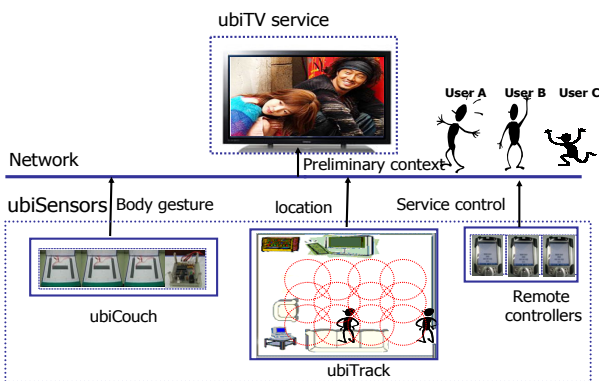 ubiTV service
User A
User B
User C
Network
Preliminary context
ubiSensors
Body gesture
location
Service control
ubiCouch
Remote
controllers
ubiTrack